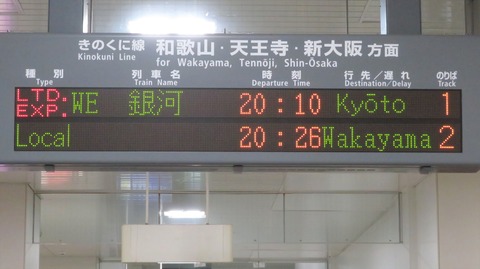 きのくに線 和歌山・天王寺・新大阪 方面
Kinokuni Line for Wakayama, Tennōji, Shin-Ōsaka
種別 列車名 時刻 行先/遅れ のりば
Type Train Name Departure Time Destination/Delay Track
LTD. EXP. WE 銀河 20:10 Kyōto 1
Local 20:26 Wakayama 2